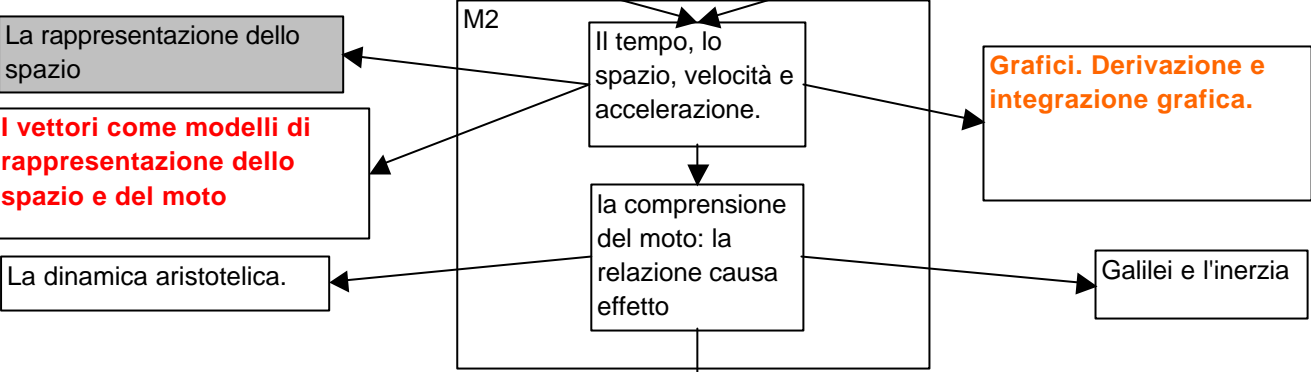 M2
La rappresentazione dello
spazio
Il tempo, lo
spazio, velocità e
accelerazione.
Grafici. Derivazione e
integrazione grafica.
I vettori come modelli di
rappresentazione dello
spazio e del moto
la comprensione
del moto: la
relazione causa
effetto
La dinamica aristotelica.
Galilei e l'inerzia